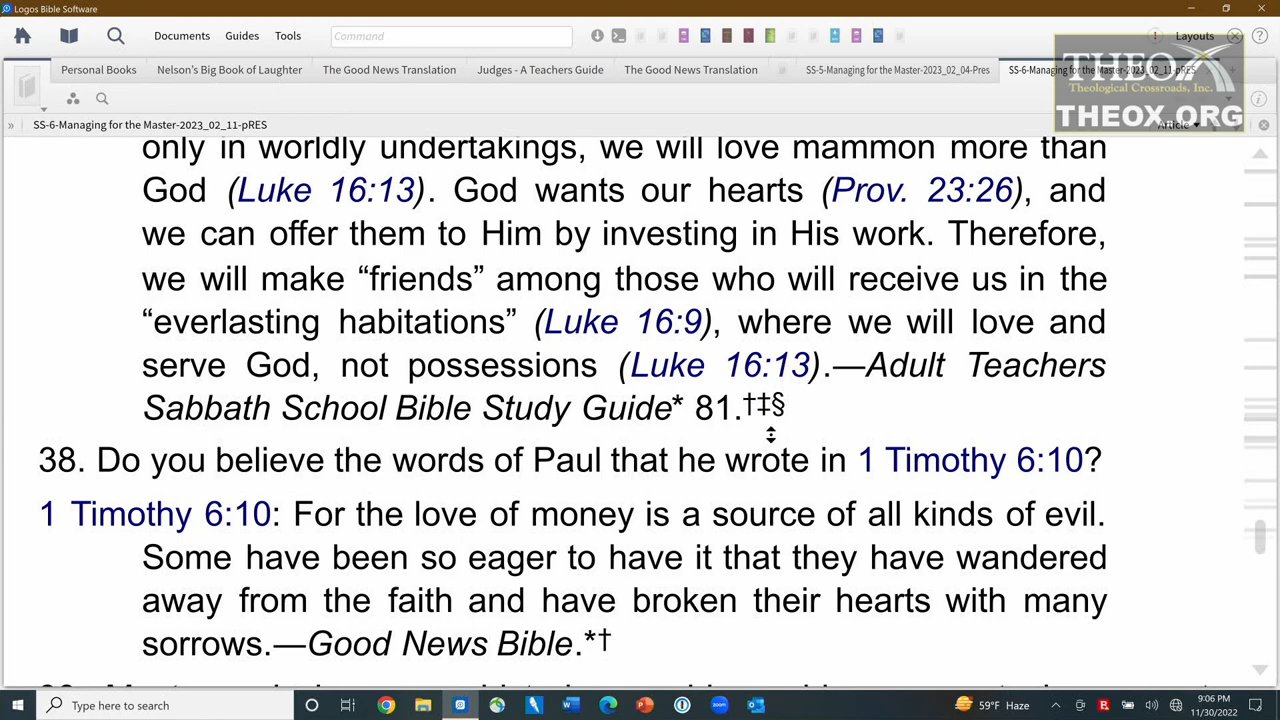 Logos Bible Software
Documents Guides Tools Command Layouts
Personal Books Nelson's Big Book of Laughter The Go Judges - A Teachers Guide The Good News Translation SS-5-Managing for the Master-2023_02_04-Pres SS-6-Managing for the Master-2023_02_11-pRES
THEOX
Theological Crossroads, Inc.
THEOX.ORG
» SS-6-Managing for the Master-2023_02_11-pRES Article
only in worldly undertakings, we will love mammon more than
God (Luke 16:13). God wants our hearts (Prov. 23:26), and
we can offer them to Him by investing in His work. Therefore,
we will make “friends” among those who will receive us in the
“everlasting habitations” (Luke 16:9), where we will love and
serve God, not possessions (Luke 16:13).—Adult Teachers
Sabbath School Bible Study Guide* 81.†‡§
38. Do you believe the words of Paul that he wrote in 1 Timothy 6:10?
1 Timothy 6:10: For the love of money is a source of all kinds of evil.
Some have been so eager to have it that they have wandered
away from the faith and have broken their hearts with many
sorrows.—Good News Bible.*†
Type here to search
59°F Haze
9:06 PM
11/30/2022